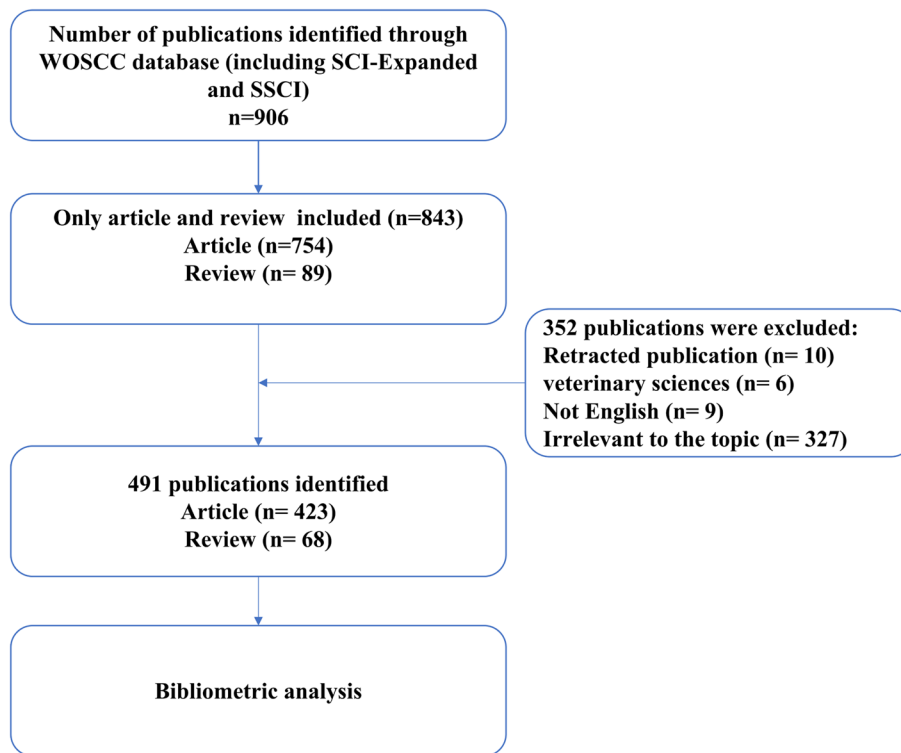 Number of publications identified through
WOSCC database (including SCI-Expanded
and SSCI)
n=906
Only article and review included (n=843)
Article (n=754)
Review (n= 89)
352 publications were excluded:
Retracted publication (n= 10)
veterinary sciences (n= 6)
Not English (n= 9)
Irrelevant to the topic (n= 327)
491 publications identified
Article (n= 423)
Review (n= 68)
Bibliometric analysis